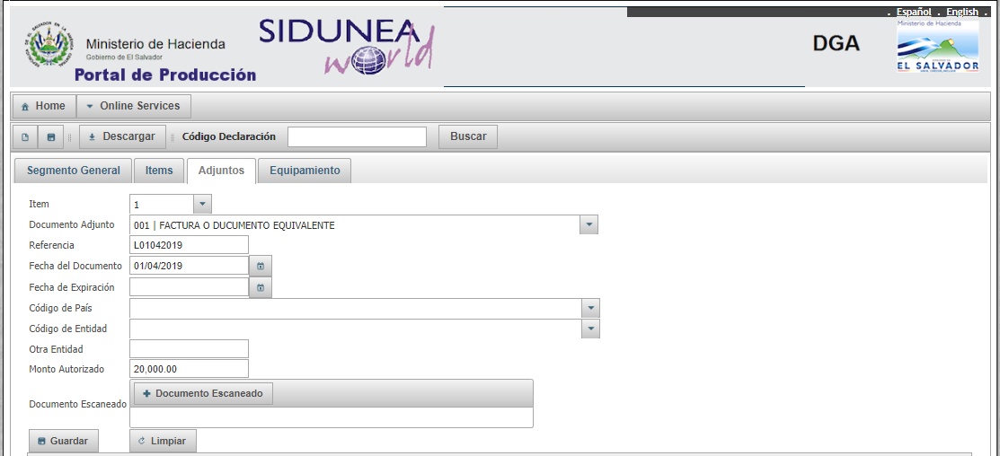 . Español . English .
Ministerio de Hacienda
Gobierno de El Salvador
Portal de Producción
SIDUNEA
world
DGA
Ministerio de Hacienda
EL SALVADOR
Home Online Services
Descargar Código Declaración Buscar
Segmento General Items Adjuntos Equipamiento
Item 1
Documento Adjunto 001 | FACTURA O DUCUMENTO EQUIVALENTE
Referencia L01042019
Fecha del Documento 01/04/2019
Fecha de Expiración
Código de País
Código de Entidad
Otra Entidad
Monto Autorizado 20,000.00
Documento Escaneado
Documento Escaneado
Guardar Limpiar